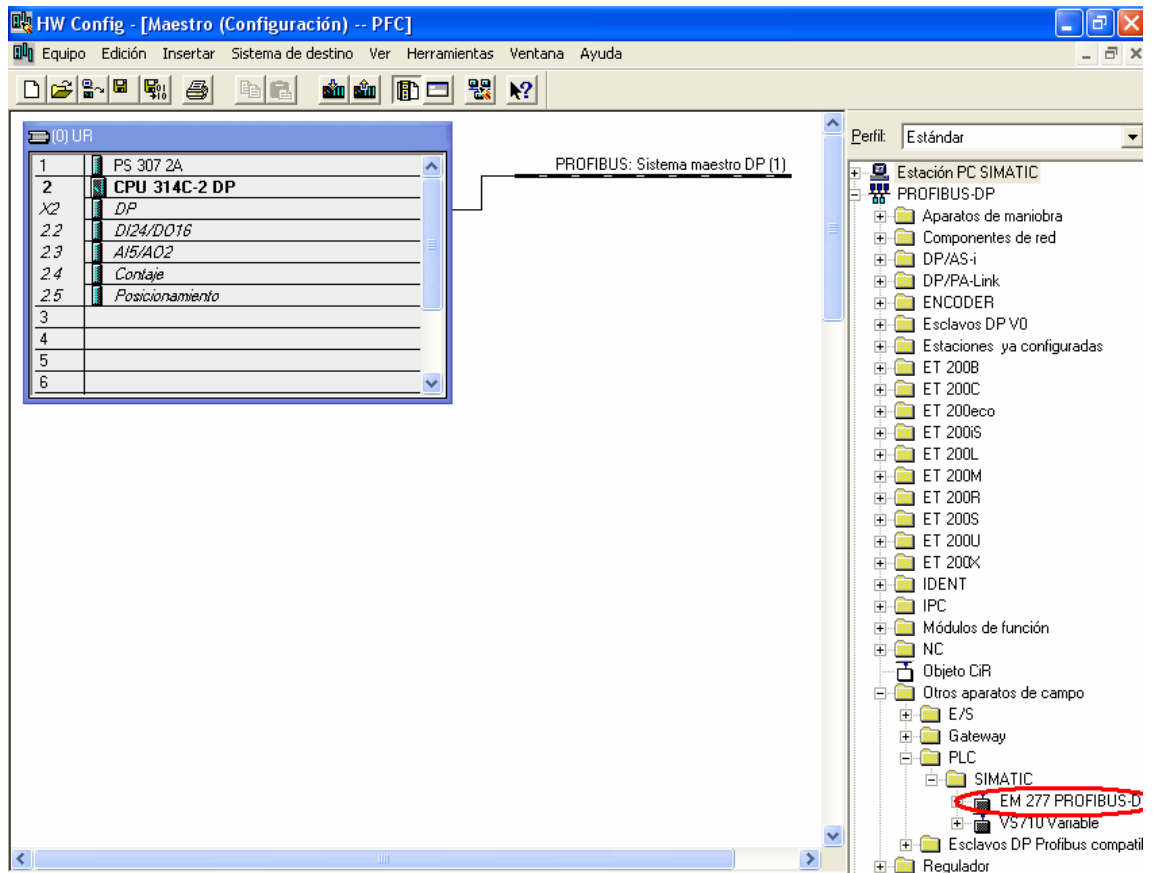 HW Config - [Maestro (Configuración) -- PFC]
Equipo Edición Insertar Sistema de destino Ver Herramientas Ventana Ayuda
(0) UR
1 PS 307 2A
2 CPU 314C-2 DP
X2 DP
2.2 DI24/DO16
2.3 AI5/AO2
2.4 Contaje
2.5 Posicionamiento
3
4
5
6
PROFIBUS: Sistema maestro DP (1)
Perfil: Estándar
Estación PC SIMATIC
PROFIBUS-DP
Aparatos de maniobra
Componentes de red
DP/AS-i
DP/PA-Link
ENCODER
Esclavos DP V0
Estaciones ya configuradas
ET 200B
ET 200C
ET 200eco
ET 200iS
ET 200L
ET 200M
ET 200R
ET 200S
ET 200U
ET 200X
IDENT
IPC
Módulos de función
NC
Objeto CiR
Otros aparatos de campo
E/S
Gateway
PLC
SIMATIC
EM 277 PROFIBUS-D
VS710 Variable
Esclavos DP Profibus compatil
Regulador